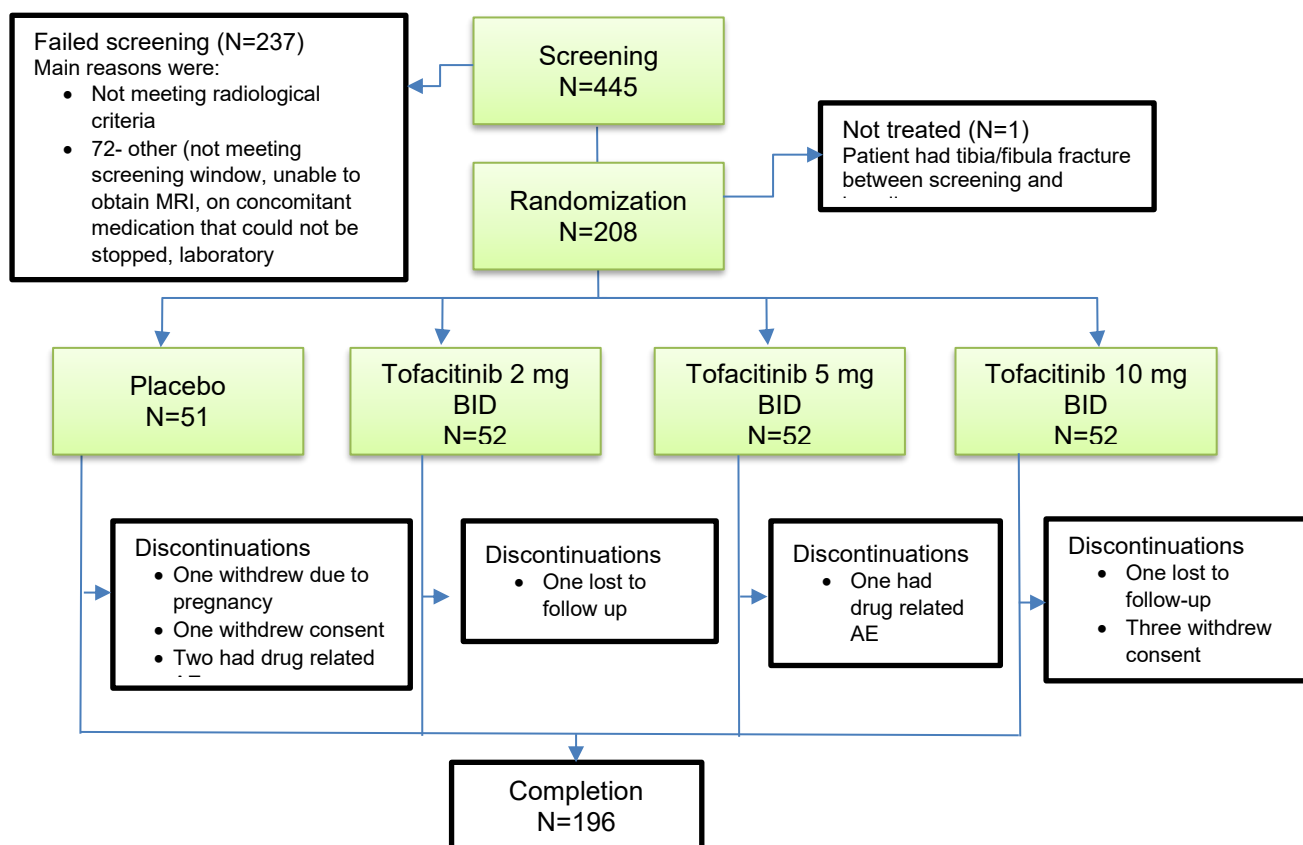 Failed screening (N=237)
Main reasons were:
• Not meeting radiological
criteria
• 72- other (not meeting
screening window, unable to
obtain MRI, on concomitant
medication that could not be
stopped, laboratory
Screening
N=445
Not treated (N=1)
Patient had tibia/fibula fracture
between screening and
Randomization
N=208
Placebo
N=51
Tofacitinib 2 mg
BID
N=52
Tofacitinib 5 mg
BID
N=52
Tofacitinib 10 mg
BID
N=52
Discontinuations
• One withdrew due to
pregnancy
• One withdrew consent
• Two had drug related
Discontinuations
• One lost to
follow up
Discontinuations
• One had
drug related
AE
Discontinuations
• One lost to
follow-up
• Three withdrew
consent
Completion
N=196